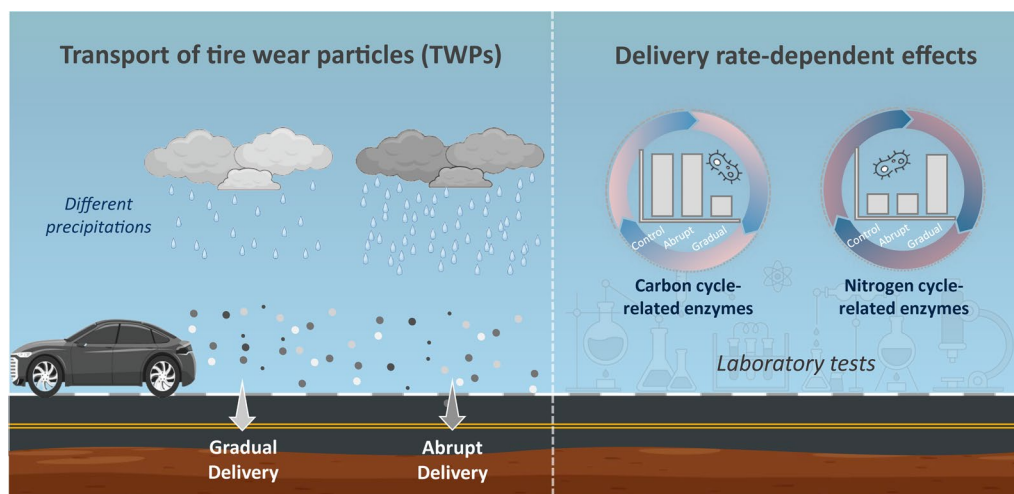 Transport of tire wear particles (TWPs)
Different
precipitations
Gradual
Delivery
Abrupt
Delivery
Delivery rate-dependent effects
Control
Abrupt
Gradual
Carbon cycle-
related enzymes
Control
Abrupt
Gradual
Nitrogen cycle-
related enzymes
Laboratory tests